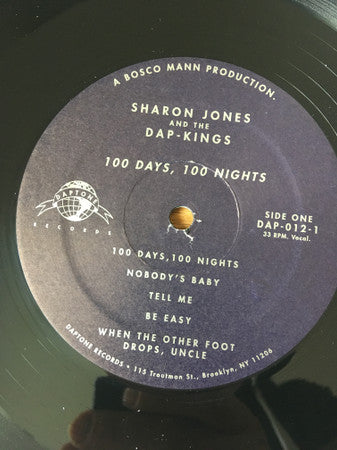 A BOSCO MANN PRODUCTION.
SHARON JONES
AND THE
DAP-KINGS
100 DAYS, 100 NIGHTS
DAPTONE
RECORDS
SIDE ONE
DAP-012-1
33 RPM. Vocal.
100 DAYS, 100 NIGHTS
NOBODY'S BABY
TELL ME
BE EASY
WHEN THE OTHER FOOT
DROPS, UNCLE
DAPTONE RECORDS • 115 Troutman St., Brooklyn, NY 11206